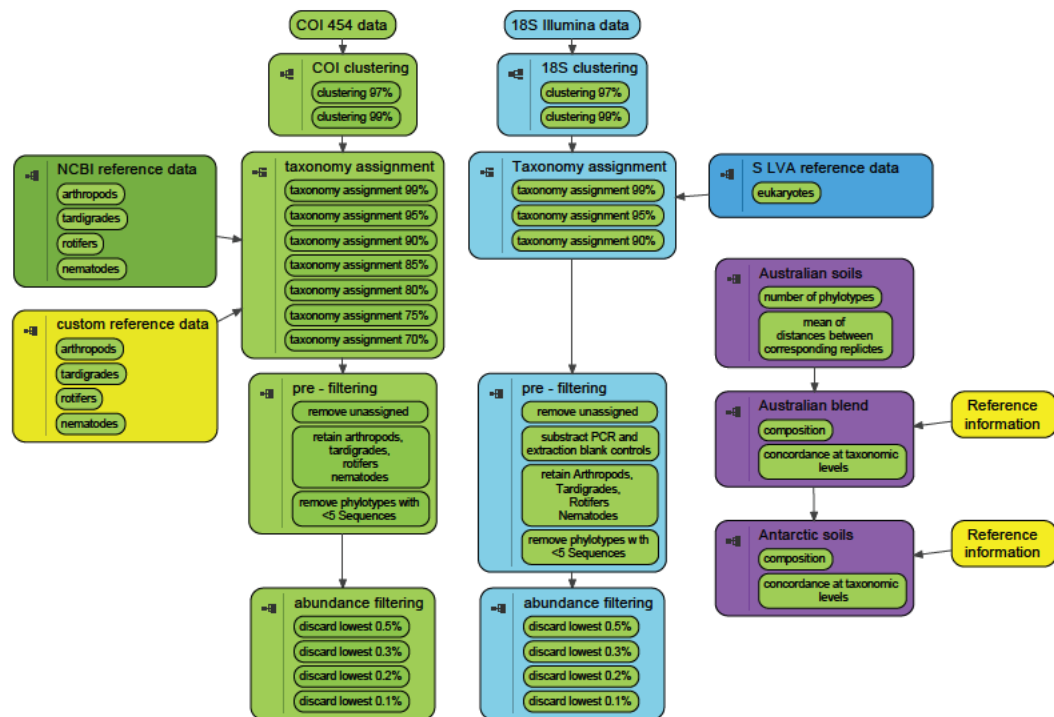 COI 454 data
COI clustering
clustering 97%
clustering 99%
NCBI reference data
arthropods
tardigrades
rotifers
nematodes
custom reference data
arthropods
tardigrades
rotifers
nematodes
taxonomy assignment
taxonomy assignment 99%
taxonomy assignment 95%
taxonomy assignment 90%
taxonomy assignment 85%
taxonomy assignment 80%
taxonomy assignment 75%
taxonomy assignment 70%
pre - filtering
remove unassigned
retain arthropods,
tardigrades,
rotifers
nematodes
remove phylotypes with
<5 Sequences
abundance filtering
discard lowest 0.5%
discard lowest 0.3%
discard lowest 0.2%
discard lowest 0.1%
18S Illumina data
18S clustering
clustering 97%
clustering 99%
Taxonomy assignment
taxonomy assignment 99%
taxonomy assignment 95%
taxonomy assignment 90%
S LVA reference data
eukaryotes
pre - filtering
remove unassigned
substract PCR and
extraction blank controls
retain Arthropods,
Tardigrades,
Rotifers
Nematodes
remove phylotypes w th
<5 Sequences
abundance filtering
discard lowest 0.5%
discard lowest 0.3%
discard lowest 0.2%
discard lowest 0.1%
Australian soils
number of phylotypes
mean of
distances between
corresponding replictes
Australian blend
composition
concordance at taxonomic
levels
Reference
information
Antarctic soils
composition
concordance at taxonomic
levels
Reference
information